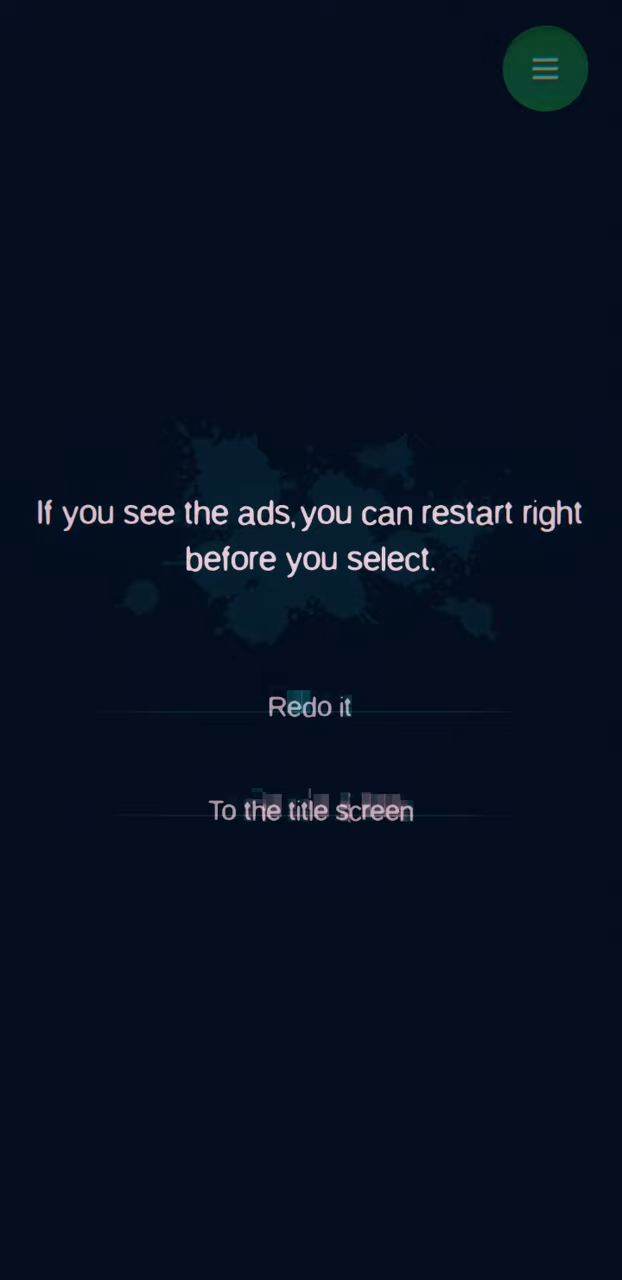 If you see the ads,you can restart right
before you select.
Redo it
To the title screen